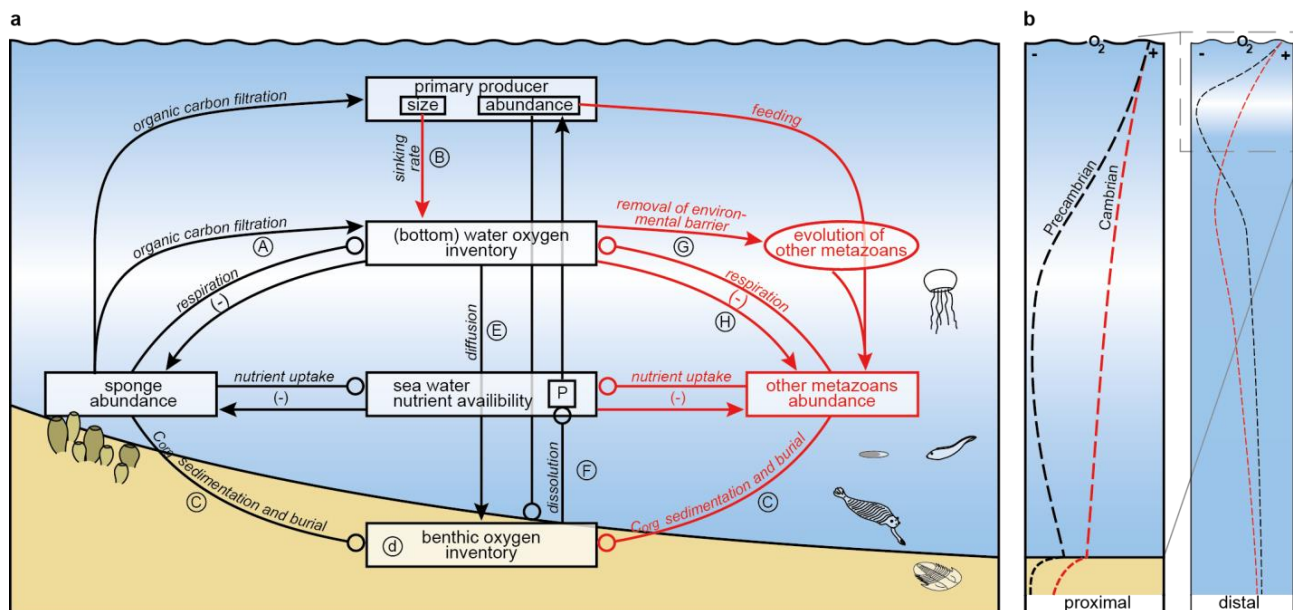 a
primary producer
size
abundance
organic carbon filtration
feeding
sinking
rate
B
organic carbon filtration
A
(bottom) water oxygen
inventory
removal of environ-
mental barrier
G
evolution of
other metazoans
respiration
(-)
respiration
(-)
H
diffusion
E
sponge
abundance
nutrient uptake
(-)
sea water
nutrient availibility
P
nutrient uptake
(-)
other metazoans
abundance
Corg sedimentation and burial
C
dissolution
F
Corg sedimentation and burial
C
d
benthic oxygen
inventory
b
O2
- +
Precambrian
Cambrian
proximal
O2
- +
distal